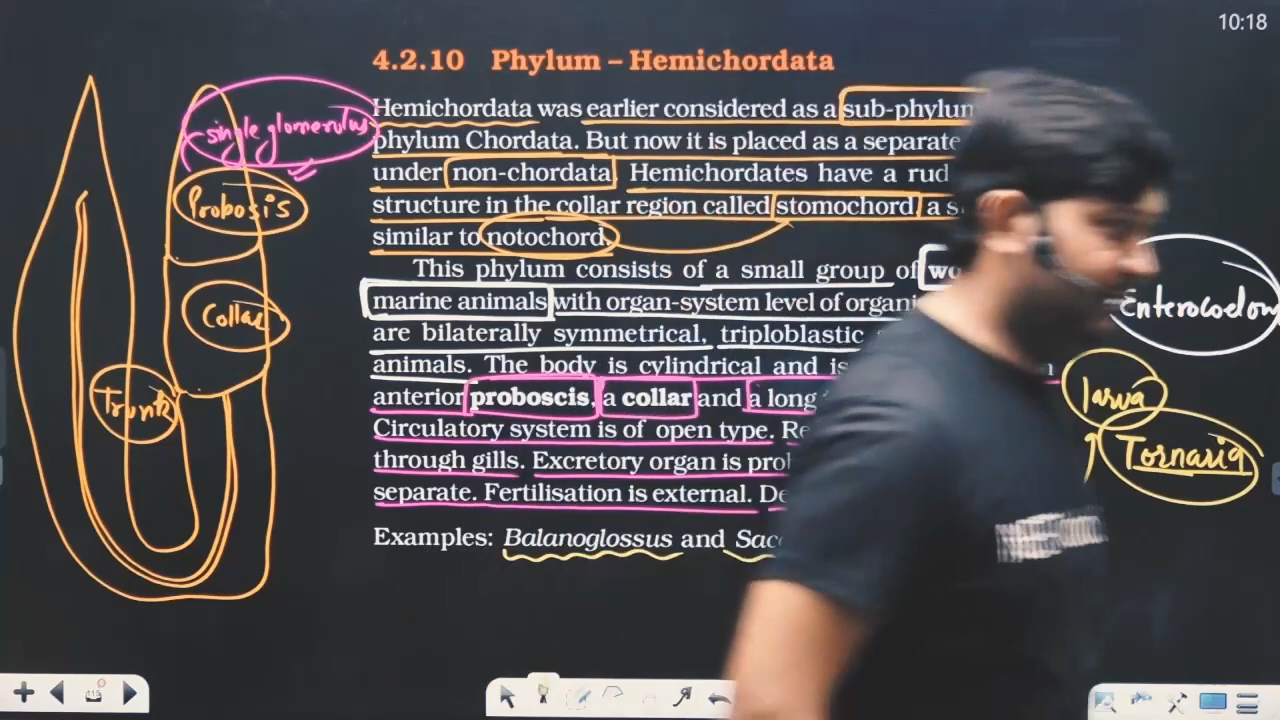 10:18
4.2.10 Phylum – Hemichordata
Hemichordata was earlier considered as a sub-phylum
phylum Chordata. But now it is placed as a separate
under non-chordata. Hemichordates have a rud
structure in the collar region called stomochord, a s
similar to notochord.
This phylum consists of a small group of wo
marine animals with organ-system level of organi
are bilaterally symmetrical, triploblastic
animals. The body is cylindrical and is
anterior proboscis, a collar and a long
Circulatory system is of open type. Re
through gills. Excretory organ is pro
separate. Fertilisation is external. De
Examples: Balanoglossus and Sacc
single glomerulus
Probosis
Collar
Trunk
Enterocoelom
larva
Tornaria